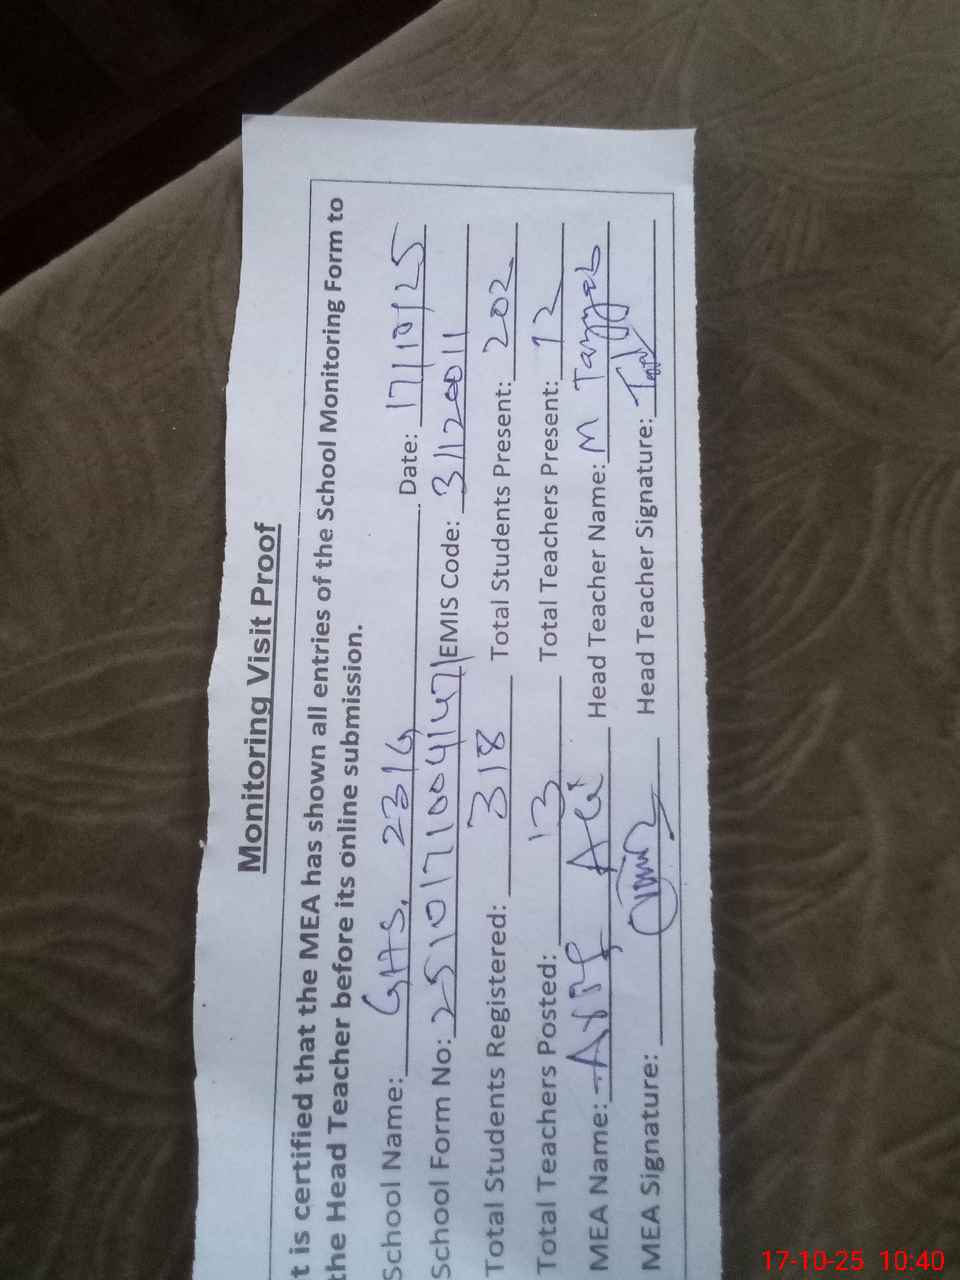 Monitoring Visit Proof
t is certified that the MEA has shown all entries of the School Monitoring Form to
the Head Teacher before its online submission.
School Name: GHS, 23/G Date: 17/10/25
School Form No: 2510171004147 EMIS Code: 31120011
Total Students Registered: 318 Total Students Present: 202
Total Teachers Posted: 13 Total Teachers Present: 12
MEA Name: Ali Head Teacher Name: M Tayyab
MEA Signature: Head Teacher Signature:
17-10-25 10:40